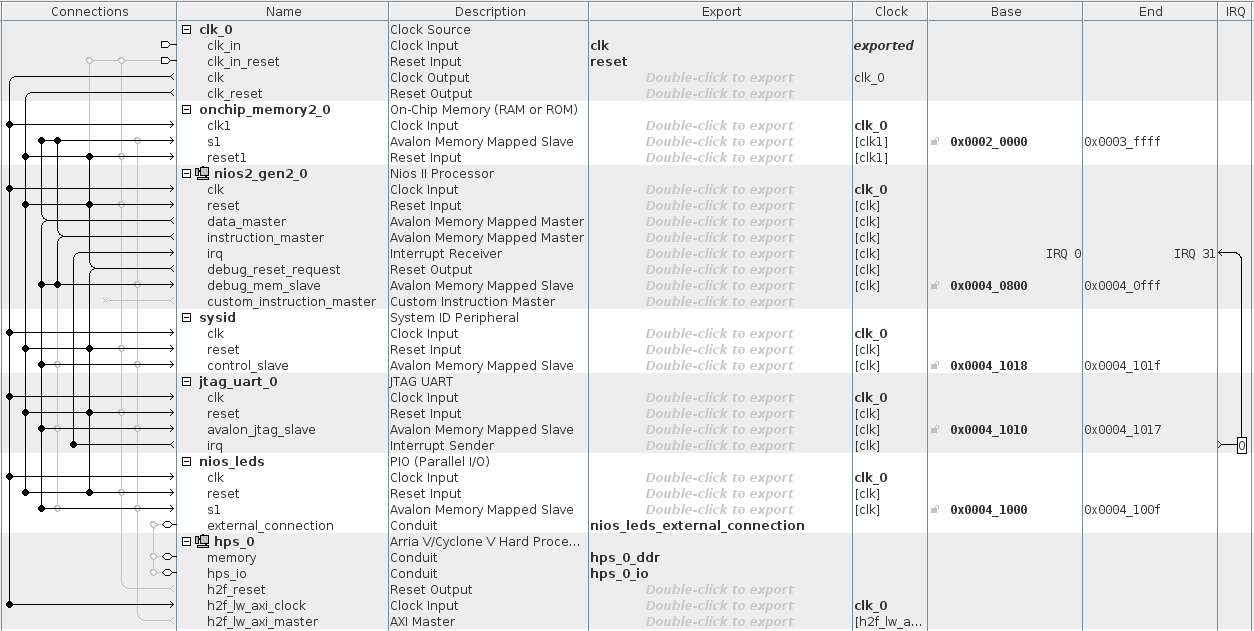 Connections Name Description Export Clock Base End IRQ
clk_0 Clock Source
clk_in Clock Input clk exported
clk_in_reset Reset Input reset
clk Clock Output Double-click to export clk_0
clk_reset Reset Output Double-click to export
onchip_memory2_0 On-Chip Memory (RAM or ROM)
clk1 Clock Input Double-click to export clk_0
s1 Avalon Memory Mapped Slave Double-click to export [clk1] 0x0002_0000 0x0003_ffff
reset1 Reset Input Double-click to export [clk1]
nios2_gen2_0 Nios II Processor
clk Clock Input Double-click to export clk_0
reset Reset Input Double-click to export [clk]
data_master Avalon Memory Mapped Master Double-click to export [clk]
instruction_master Avalon Memory Mapped Master Double-click to export [clk]
irq Interrupt Receiver Double-click to export [clk] IRQ 0 IRQ 31
debug_reset_request Reset Output Double-click to export [clk]
debug_mem_slave Avalon Memory Mapped Slave Double-click to export [clk] 0x0004_0800 0x0004_0fff
custom_instruction_master Custom Instruction Master Double-click to export
sysid System ID Peripheral
clk Clock Input Double-click to export clk_0
reset Reset Input Double-click to export [clk]
control_slave Avalon Memory Mapped Slave Double-click to export [clk] 0x0004_1018 0x0004_101f
jtag_uart_0 JTAG UART
clk Clock Input Double-click to export clk_0
reset Reset Input Double-click to export [clk]
avalon_jtag_slave Avalon Memory Mapped Slave Double-click to export [clk] 0x0004_1010 0x0004_1017
irq Interrupt Sender Double-click to export [clk] 0
nios_leds PIO (Parallel I/O)
clk Clock Input Double-click to export clk_0
reset Reset Input Double-click to export [clk]
s1 Avalon Memory Mapped Slave Double-click to export [clk] 0x0004_1000 0x0004_100f
external_connection Conduit nios_leds_external_connection
hps_0 Arria V/Cyclone V Hard Proce...
memory Conduit hps_0_ddr
hps_io Conduit hps_0_io
h2f_reset Reset Output Double-click to export
h2f_lw_axi_clock Clock Input Double-click to export clk_0
h2f_lw_axi_master AXI Master Double-click to export [h2f_lw_a...